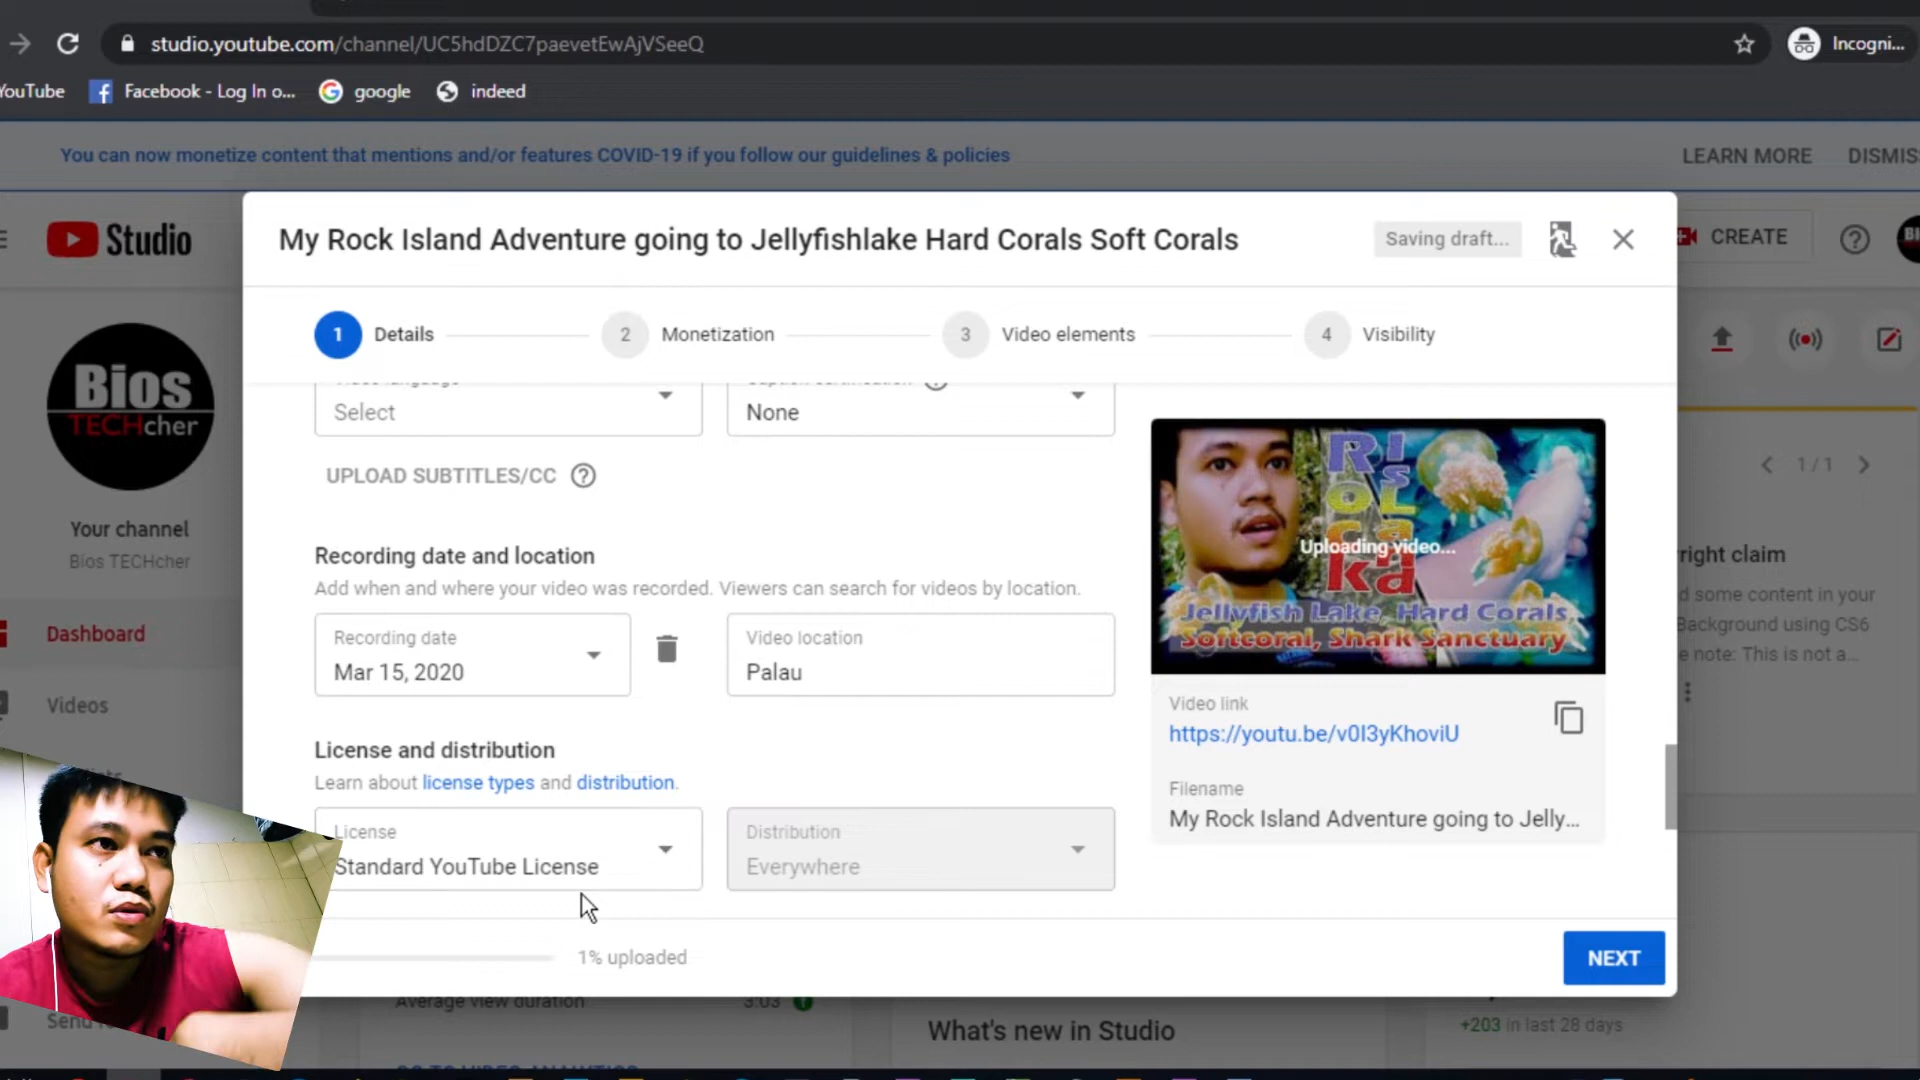 studio.youtube.com/channel/UC5hdDZC7paevetEwAjVSeeQ
Incogni...
YouTube
Facebook - Log In o...
google
indeed
You can now monetize content that mentions and/or features COVID-19 if you follow our guidelines & policies
LEARN MORE
DISMIS
Studio
My Rock Island Adventure going to Jellyfishlake Hard Corals Soft Corals
Saving draft...
CREATE
1 Details
2 Monetization
3 Video elements
4 Visibility
Bios
TECHcher
Select
None
UPLOAD SUBTITLES/CC
1 / 1
Your channel
Bios TECHcher
Recording date and location
Add when and where your video was recorded. Viewers can search for videos by location.
Recording date
Mar 15, 2020
Video location
Palau
Uploading video...
Jellyfish Lake, Hard Corals,
Softcoral, Shark Sanctuary
right claim
d some content in your
Background using CS6
e note: This is not a...
Dashboard
Videos
Video link
https://youtu.be/v0I3yKhoviU
Filename
My Rock Island Adventure going to Jelly...
License and distribution
Learn about license types and distribution.
License
Standard YouTube License
Distribution
Everywhere
1% uploaded
NEXT
Average view duration
3:03
What's new in Studio
+203 in last 28 days